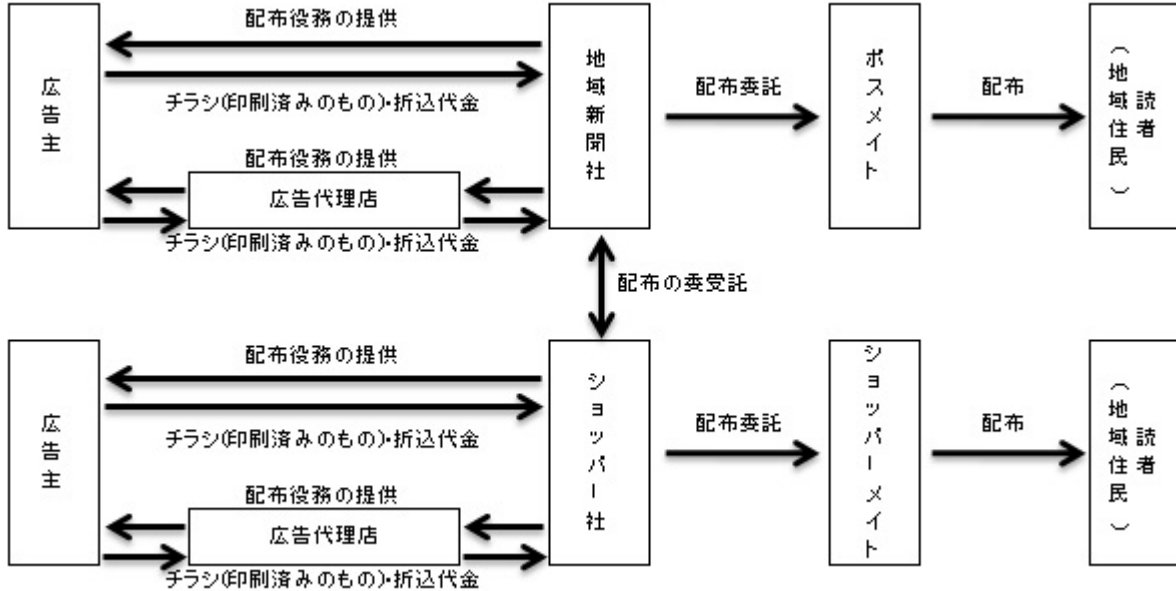 配布役務の提供
広告主
チラシ(印刷済みのもの)・折込代金
配布役務の提供
広告代理店
チラシ(印刷済みのもの)・折込代金
地域新聞社
配布委託
ポスメイト
配布
読者
(地域住民)
配布の委受託
配布役務の提供
広告主
チラシ(印刷済みのもの)・折込代金
配布役務の提供
広告代理店
チラシ(印刷済みのもの)・折込代金
ショッパー社
配布委託
ショッパーメイト
配布
読者
(地域住民)